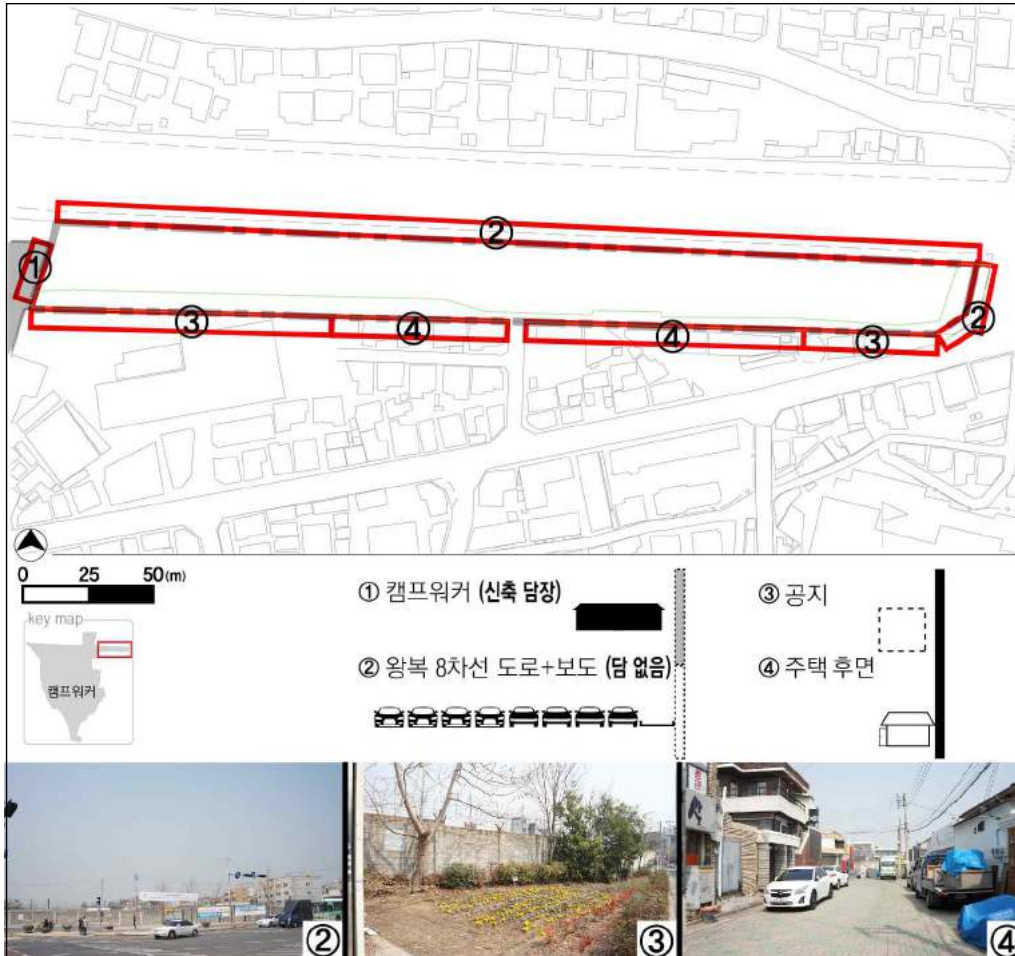 ②
①
②
③
④
④
③
0 25 50(m)
key map
캠프워커
① 캠프워커 (신축 담장)
③ 공지
② 왕복 8차선 도로+보도 (담 없음)
④ 주택 후면
②
③
④